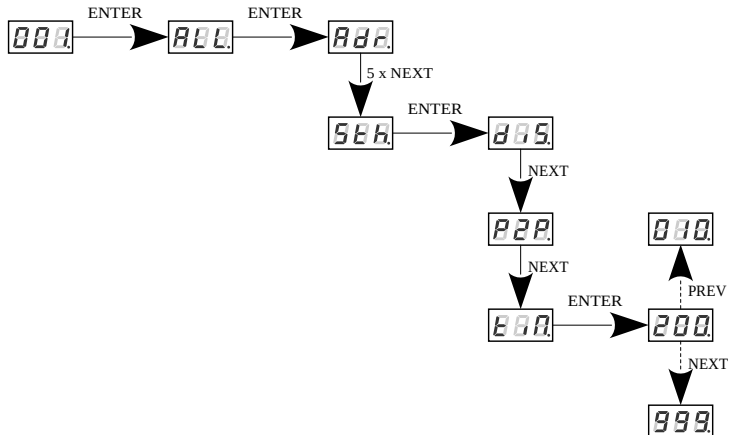 ENTER
ENTER
001.
ALL.
Adr.
5 x NEXT
ENTER
Sth.
diS.
NEXT
P2P.
010.
NEXT
PREV
ENTER
tiM.
200.
NEXT
999.